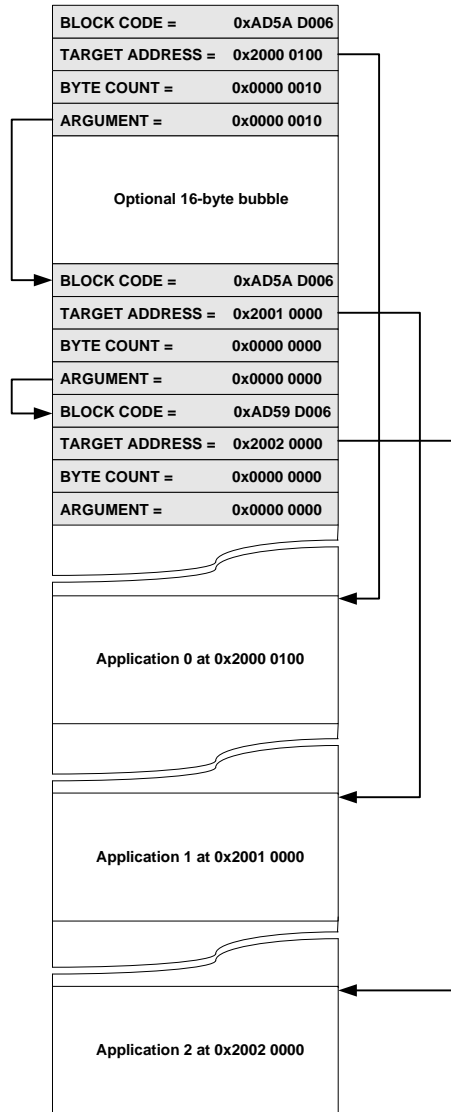 BLOCK CODE = 0xAD5A D006
TARGET ADDRESS = 0x2000 0100
BYTE COUNT = 0x0000 0010
ARGUMENT = 0x0000 0010
Optional 16-byte bubble
BLOCK CODE = 0xAD5A D006
TARGET ADDRESS = 0x2001 0000
BYTE COUNT = 0x0000 0000
ARGUMENT = 0x0000 0000
BLOCK CODE = 0xAD59 D006
TARGET ADDRESS = 0x2002 0000
BYTE COUNT = 0x0000 0000
ARGUMENT = 0x0000 0000
Application 0 at 0x2000 0100
Application 1 at 0x2001 0000
Application 2 at 0x2002 0000